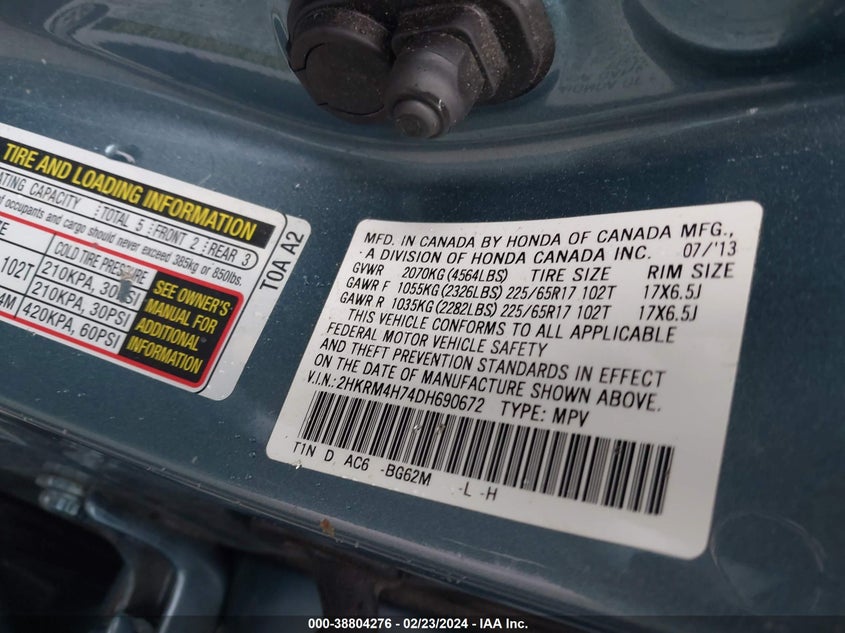 TIRE AND LOADING INFORMATION
ATING CAPACITY TOTAL 5 FRONT 2 REAR 3
of occupants and cargo should never exceed 385kg or 850lbs.
COLD TIRE PRESSURE
102T 210KPA, 30PSI
210KPA, 30PSI
4M 420KPA, 60PSI
SEE OWNER'S
MANUAL FOR
ADDITIONAL
INFORMATION
T0A A2
MFD. IN CANADA BY HONDA OF CANADA MFG.,
A DIVISION OF HONDA CANADA INC. 07/'13
GVWR 2070KG (4564LBS) TIRE SIZE RIM SIZE
GAWR F 1055KG (2326LBS) 225/65R17 102T 17X6.5J
GAWR R 1035KG (2282LBS) 225/65R17 102T 17X6.5J
THIS VEHICLE CONFORMS TO ALL APPLICABLE
FEDERAL MOTOR VEHICLE SAFETY
AND THEFT PREVENTION STANDARDS IN EFFECT
ON THE DATE OF MANUFACTURE SHOWN ABOVE.
V.I.N.: 2HKRM4H74DH690672 TYPE: MPV
T1N D AC6 -BG62M -L -H
000-38804276 - 02/23/2024 - IAA Inc.